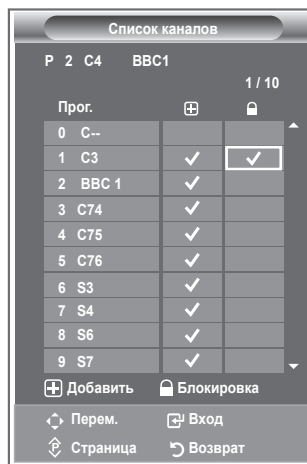 Список каналов
P 2 C4 BBC1
1 / 10
Прог.
0 C--
1 C3
2 BBC 1
3 C74
4 C75
5 C76
6 S3
7 S4
8 S6
9 S7
Добавить Блокировка
Перем. Вход
P Страница Возврат